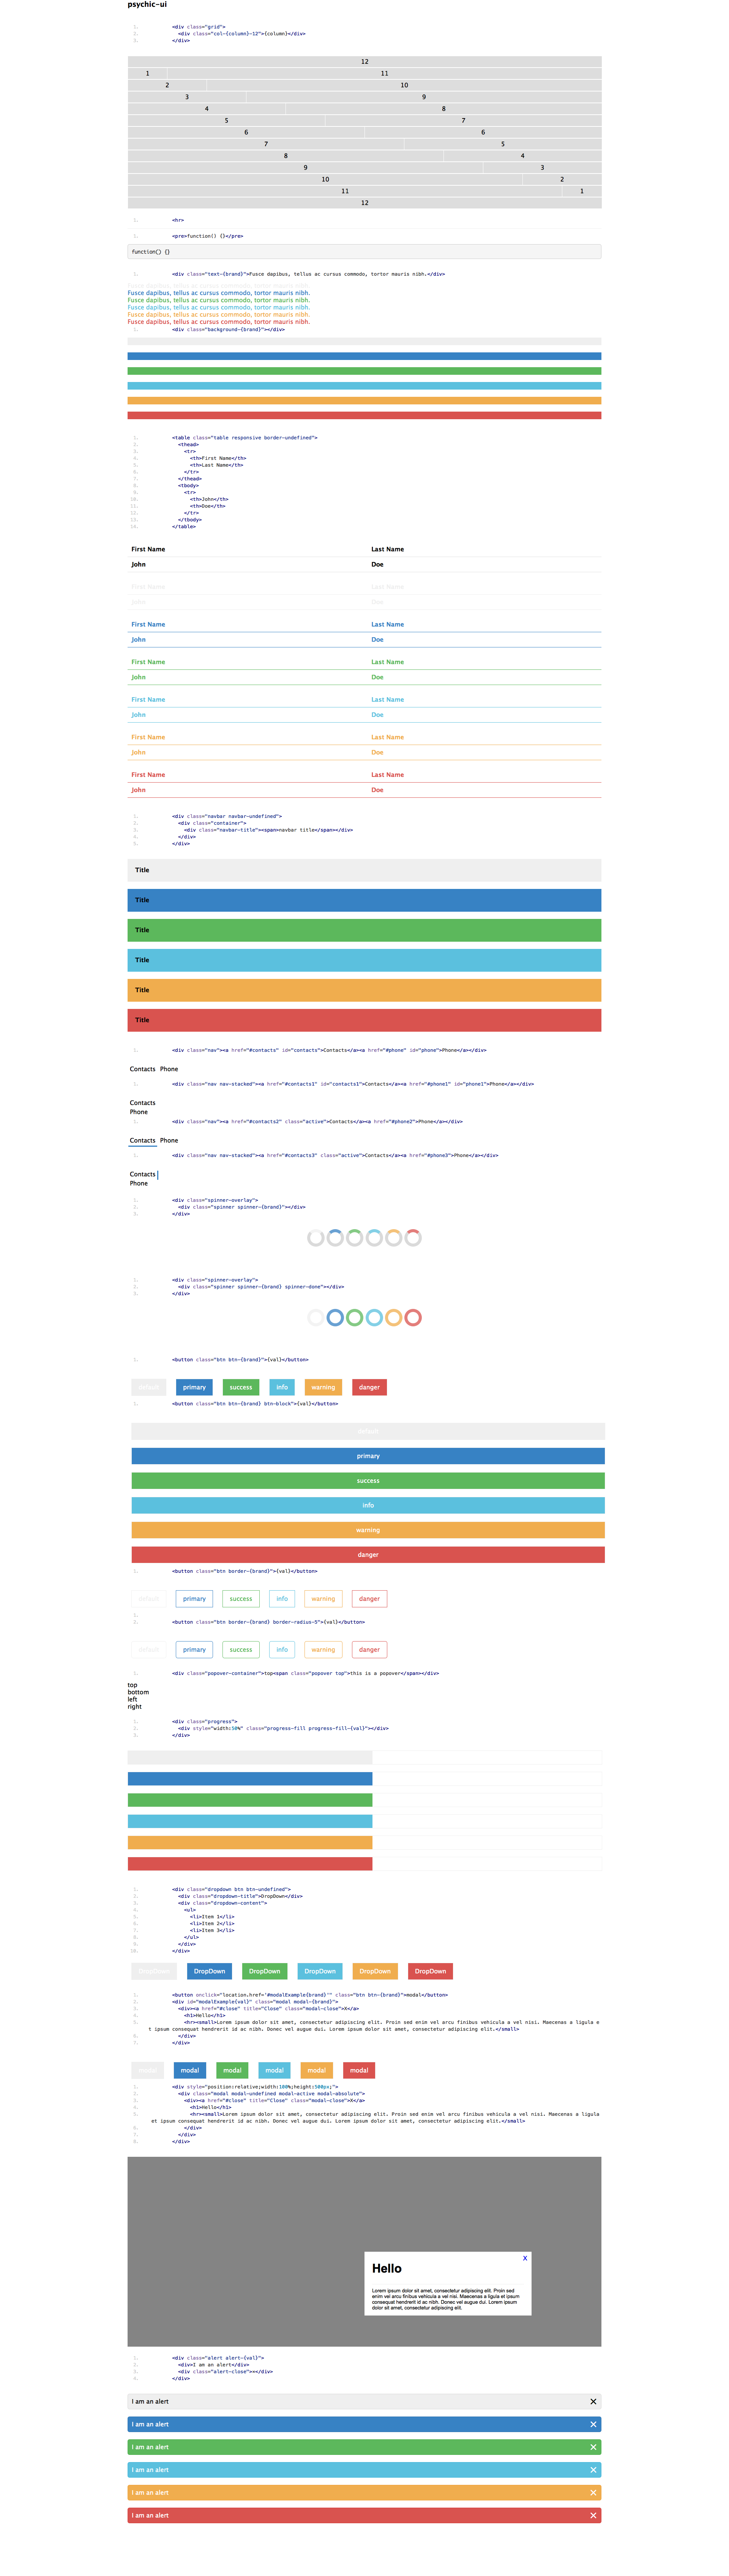 psychic-ui
1. <div class="grid">
2. <div class="col-{column}-12">{column}</div>
3. </div>
12
1 11
2 10
3 9
4 8
5 7
6 6
7 5
8 4
9 3
10 2
11 1
12
<hr>
<pre>function() {}</pre>
function() {}
<div class="text-{brand}">Fusce dapibus, tellus ac cursus commodo, tortor mauris nibh.</div>
Fusce dapibus, tellus ac cursus commodo, tortor mauris nibh.
Fusce dapibus, tellus ac cursus commodo, tortor mauris nibh.
Fusce dapibus, tellus ac cursus commodo, tortor mauris nibh.
Fusce dapibus, tellus ac cursus commodo, tortor mauris nibh.
Fusce dapibus, tellus ac cursus commodo, tortor mauris nibh.
<div class="background-{brand}"></div>
1. <table class="table responsive border-undefined">
2. <thead>
3. <tr>
4. <th>First Name</th>
5. <th>Last Name</th>
6. </tr>
7. </thead>
8. <tbody>
9. <tr>
10. <th>John</th>
11. <th>Doe</th>
12. </tr>
13. </tbody>
14. </table>
First Name Last Name
John Doe
First Name Last Name
John Doe
First Name Last Name
John Doe
First Name Last Name
John Doe
First Name Last Name
John Doe
First Name Last Name
John Doe
First Name Last Name
John Doe
1. <div class="navbar navbar-undefined">
2. <div class="container">
3. <div class="navbar-title"><span>navbar title</span></div>
4. </div>
5. </div>
Title
Title
Title
Title
Title
Title
1. <div class="nav"><a href="#contacts" id="contacts">Contacts</a><a href="#phone" id="phone">Phone</a></div>
Contacts Phone
<div class="nav nav-stacked"><a href="#contacts1" id="contacts1">Contacts</a><a href="#phone1" id="phone1">Phone</a></div>
Contacts
Phone
<div class="nav"><a href="#contacts2" class="active">Contacts</a><a href="#phone2">Phone</a></div>
Contacts Phone
<div class="nav nav-stacked"><a href="#contacts3" class="active">Contacts</a><a href="#phone3">Phone</a></div>
Contacts
Phone
1. <div class="spinner-overlay">
2. <div class="spinner spinner-{brand}"></div>
3. </div>
1. <div class="spinner-overlay">
2. <div class="spinner spinner-{brand} spinner-done"></div>
3. </div>
<button class="btn btn-{brand}">{val}</button>
default primary success info warning danger
<button class="btn btn-{brand} btn-block">{val}</button>
default
primary
success
info
warning
danger
<button class="btn border-{brand}">{val}</button>
default primary success info warning danger
1.
2. <button class="btn border-{brand} border-radius-5">{val}</button>
default primary success info warning danger
<div class="popover-container">top<span class="popover top">this is a popover</span></div>
top
bottom
left
right
1. <div class="progress">
2. <div style="width:50%" class="progress-fill progress-fill-{val}"></div>
3. </div>
1. <div class="dropdown btn btn-undefined">
2. <div class="dropdown-title">DropDown</div>
3. <div class="dropdown-content">
4. <ul>
5. <li>Item 1</li>
6. <li>Item 2</li>
7. <li>Item 3</li>
8. </ul>
9. </div>
10. </div>
DropDown DropDown DropDown DropDown DropDown DropDown
1. <button onclick="location.href='#modalExample{brand}'" class="btn btn-{brand}">modal</button>
2. <div id="modalExample{val}" class="modal modal-{brand}">
3. <div><a href="#close" title="Close" class="modal-close">X</a>
4. <h1>Hello</h1>
5. <hr><small>Lorem ipsum dolor sit amet, consectetur adipiscing elit. Proin sed enim vel arcu finibus vehicula a vel nisi. Maecenas a ligula e
t ipsum consequat hendrerit id ac nibh. Donec vel augue dui. Lorem ipsum dolor sit amet, consectetur adipiscing elit.</small>
6. </div>
7. </div>
modal modal modal modal modal modal
1. <div style="position:relative;width:100%;height:500px;">
2. <div class="modal modal-undefined modal-active modal-absolute">
3. <div><a href="#close" title="Close" class="modal-close">X</a>
4. <h1>Hello</h1>
5. <hr><small>Lorem ipsum dolor sit amet, consectetur adipiscing elit. Proin sed enim vel arcu finibus vehicula a vel nisi. Maecenas a ligula
et ipsum consequat hendrerit id ac nibh. Donec vel augue dui. Lorem ipsum dolor sit amet, consectetur adipiscing elit.</small>
6. </div>
7. </div>
8. </div>
X
Hello
Lorem ipsum dolor sit amet, consectetur adipiscing elit. Proin sed
enim vel arcu finibus vehicula a vel nisi. Maecenas a ligula et ipsum
consequat hendrerit id ac nibh. Donec vel augue dui. Lorem ipsum
dolor sit amet, consectetur adipiscing elit.
1. <div class="alert alert-{val}">
2. <div>I am an alert</div>
3. <div class="alert-close">×</div>
4. </div>
I am an alert ×
I am an alert ×
I am an alert ×
I am an alert ×
I am an alert ×
I am an alert ×